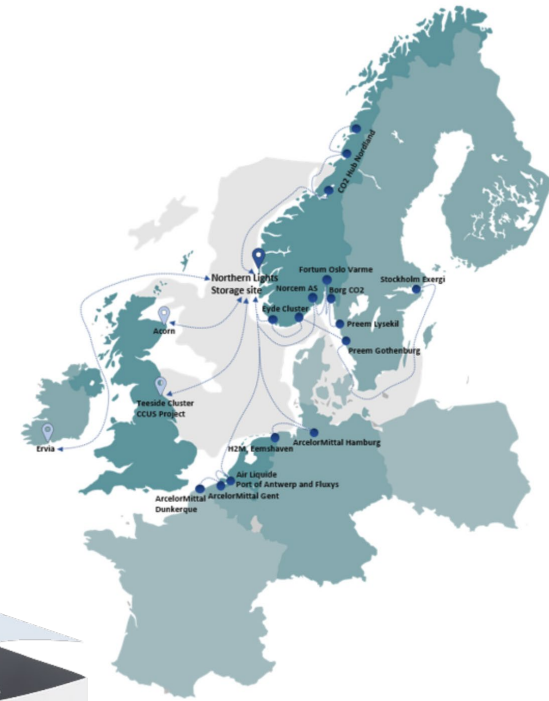 CO2 Hub Nordland
Northern Lights
Storage site
Fortum Oslo Varme
Stockholm Exergi
Norcem AS
Borg CO2
Eyde Cluster
Acorn
Preem Lysekil
Preem Gothenburg
Teeside Cluster
CCUS Project
Ervia
H2M, Eemshaven
ArcelorMittal Hamburg
Air Liquide
Port of Antwerp and Fluxys
ArcelorMittal Gent
ArcelorMittal
Dunkerque